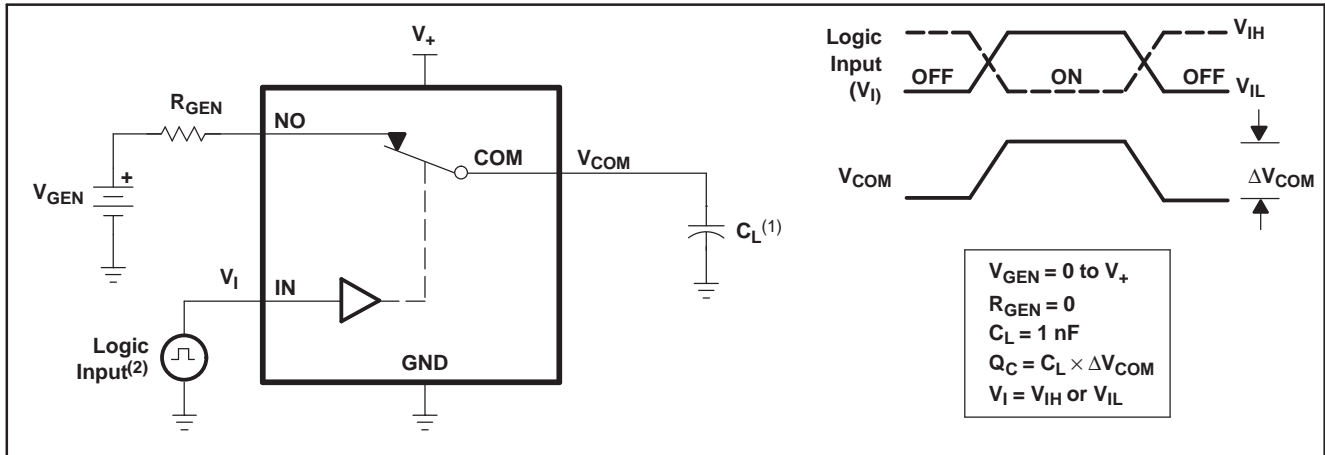 V+
RGEN
NO
COM
VCOM
VGEN
+
CL(1)
VI
IN
Logic
Input(2)
GND
Logic
Input
(VI)
OFF
ON
OFF
VIH
VIL
VCOM
ΔVCOM
VGEN = 0 to V+
RGEN = 0
CL = 1 nF
QC = CL × ΔVCOM
VI = VIH or VIL